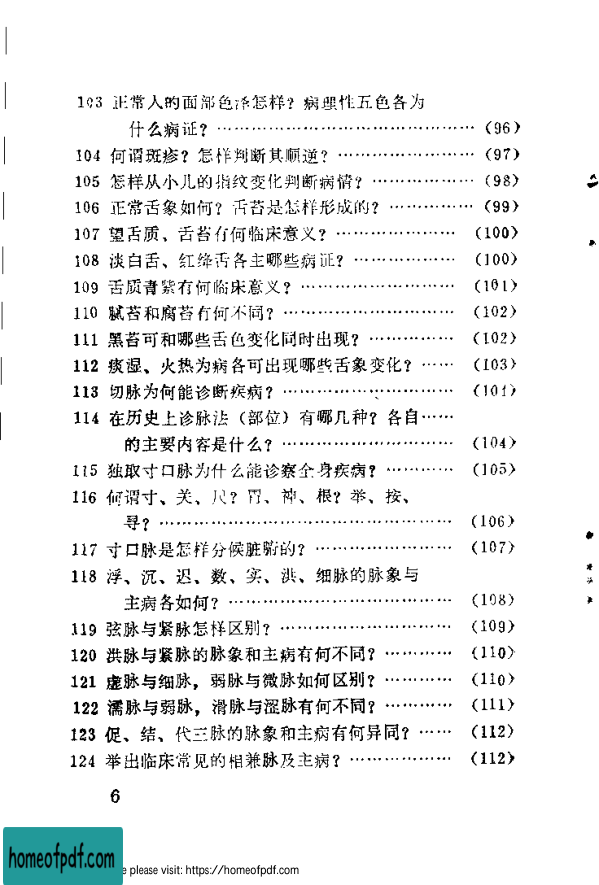 103 正常人的面部色泽怎样？病理性五色各为
什么病证？ ………………………………… (96)
104 何谓斑疹？怎样判断其顺逆？ ……………… (97)
105 怎样从小儿的指纹变化判断病情？ ………… (98)
106 正常舌象如何？舌苔是怎样形成的？ ………… (99)
107 望舌质、舌苔有何临床意义？ ……………… (100)
108 淡白舌、红绛舌各主哪些病证？ …………… (100)
109 舌质青紫有何临床意义？ ………………… (101)
110 腻苔和腐苔有何不同？ …………………… (102)
111 黑苔可和哪些舌色变化同时出现？ ………… (102)
112 痰湿、火热为病各可出现哪些舌象变化？ …… (103)
113 切脉为何能诊断疾病？ …………………… (104)
114 在历史上诊脉法（部位）有哪几种？各自……
的主要内容是什么？ …………………… (104)
115 独取寸口脉为什么能诊察全身疾病？ ……… (105)
116 何谓寸、关、尺？胃、神、根？举、按、
寻？ …………………………………… (106)
117 寸口脉是怎样分候脏腑的？ ……………… (107)
118 浮、沉、迟、数、实、洪、细脉的脉象与
主病各如何？ …………………………… (108)
119 弦脉与紧脉怎样区别？ …………………… (109)
120 洪脉与紧脉的脉象和主病有何不同？ ……… (110)
121 虚脉与细脉，弱脉与微脉如何区别？ ……… (110)
122 濡脉与弱脉，滑脉与涩脉有何不同？ ……… (111)
123 促、结、代三脉的脉象和主病有何异同？ …… (112)
124 举出临床常见的相兼脉及主病？ …………… (112)
6
homeofpdf.com
e please visit: https://homeofpdf.com